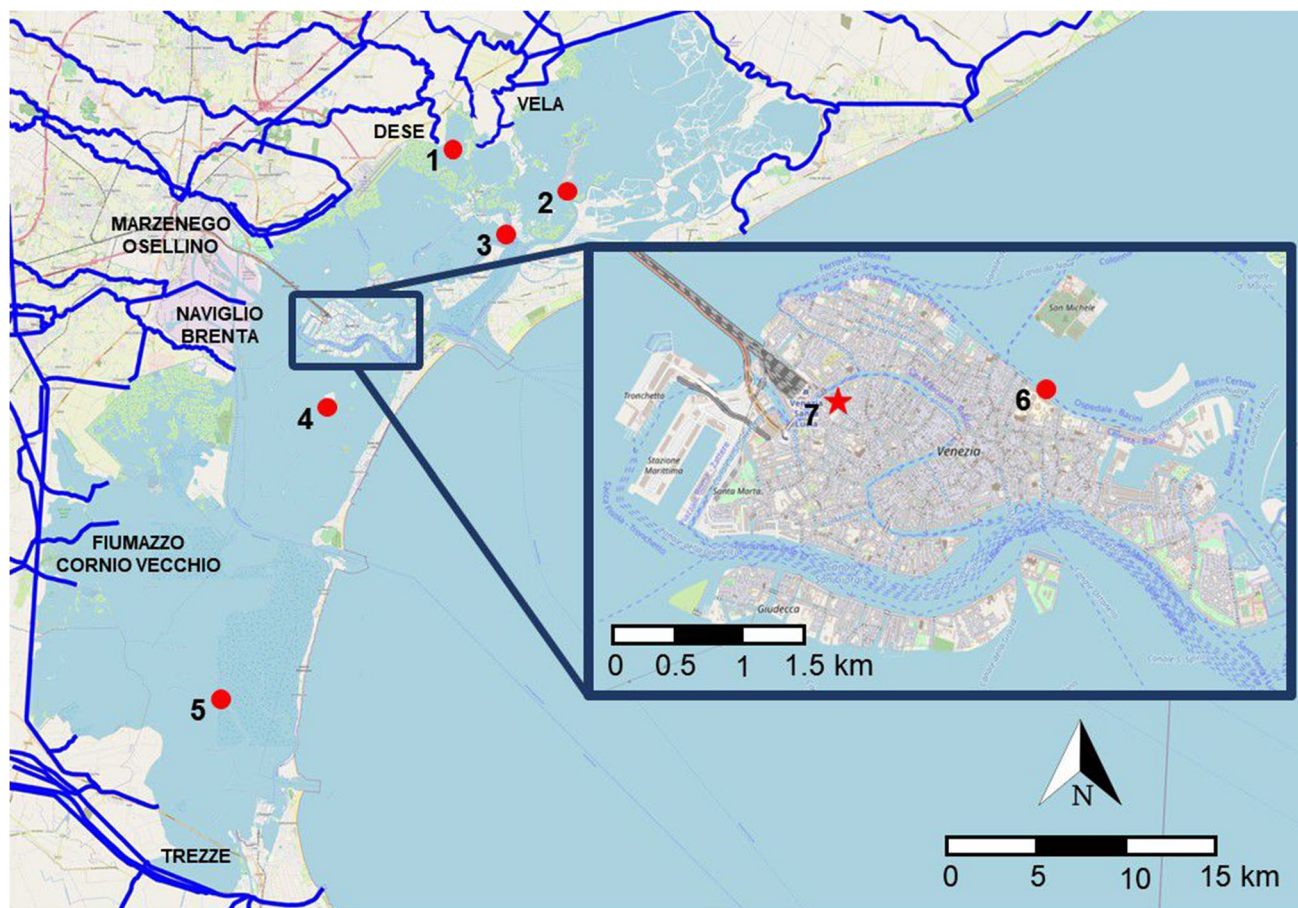 VELA
DESE
1
2
3
MARZENEGO
OSELLINO
NAVIGLIO
BRENTA
4
FIUMAZZO
CORNIO VECCHIO
5
TREZZE
San Michele
Tronchetto
6
7
Venezia
Stazione
Marittima
Santa Marta
Giudecca
Ospedale - Bacini
0 0.5 1 1.5 km
N
0 5 10 15 km